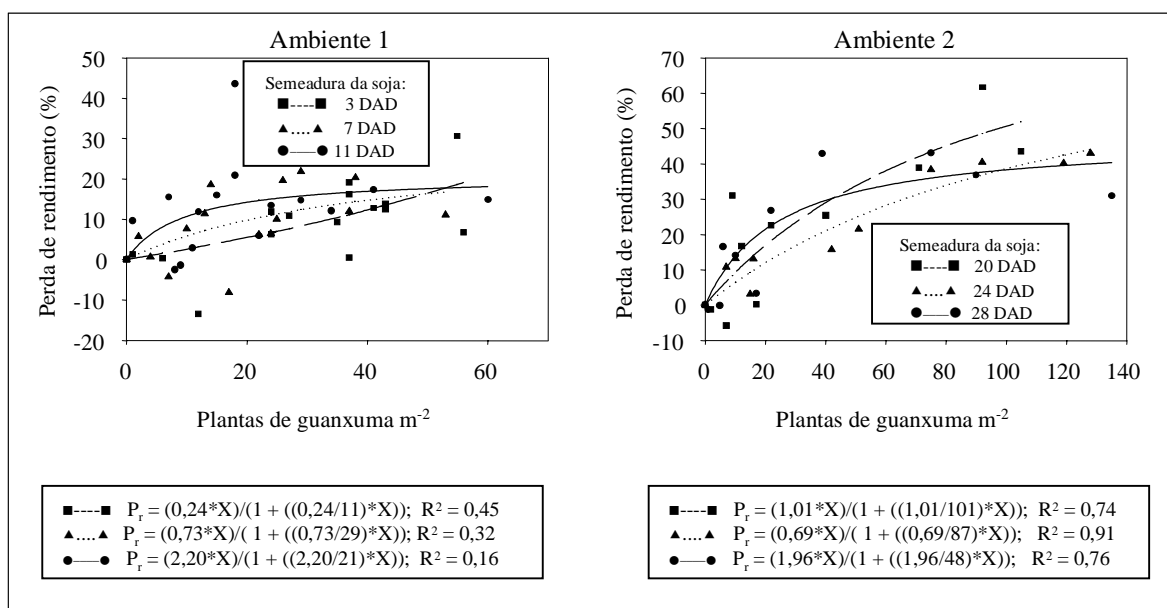 Ambiente 1
Perda de rendimento (%)
50
40
30
20
10
0
-10
-20
Semeadura da soja:
■----■ 3 DAD
▲....▲ 7 DAD
●——● 11 DAD
0 20 40 60
Plantas de guanxuma m-2
Ambiente 2
Perda de rendimento (%)
70
60
50
40
30
20
10
0
-10
Semeadura da soja:
■----■ 20 DAD
▲....▲ 24 DAD
●——● 28 DAD
0 20 40 60 80 100 120 140
Plantas de guanxuma m-2
■----■ Pr = (0,24*X)/(1 + ((0,24/11)*X)); R² = 0,45
▲....▲ Pr = (0,73*X)/( 1 + ((0,73/29)*X)); R² = 0,32
●——● Pr = (2,20*X)/(1 + ((2,20/21)*X)); R² = 0,16
■----■ Pr = (1,01*X)/(1 + ((1,01/101)*X)); R² = 0,74
▲....▲ Pr = (0,69*X)/( 1 + ((0,69/87)*X)); R² = 0,91
●——● Pr = (1,96*X)/(1 + ((1,96/48)*X)); R² = 0,76